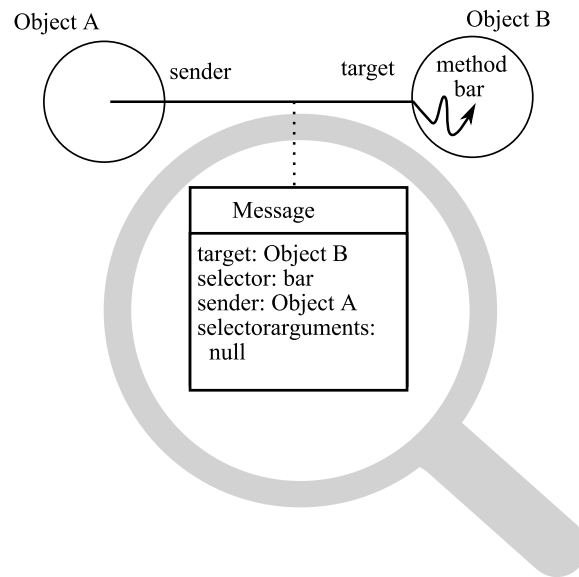 Object A
Object B
sender
target
method
bar
Message
target: Object B
selector: bar
sender: Object A
selectorarguments:
null